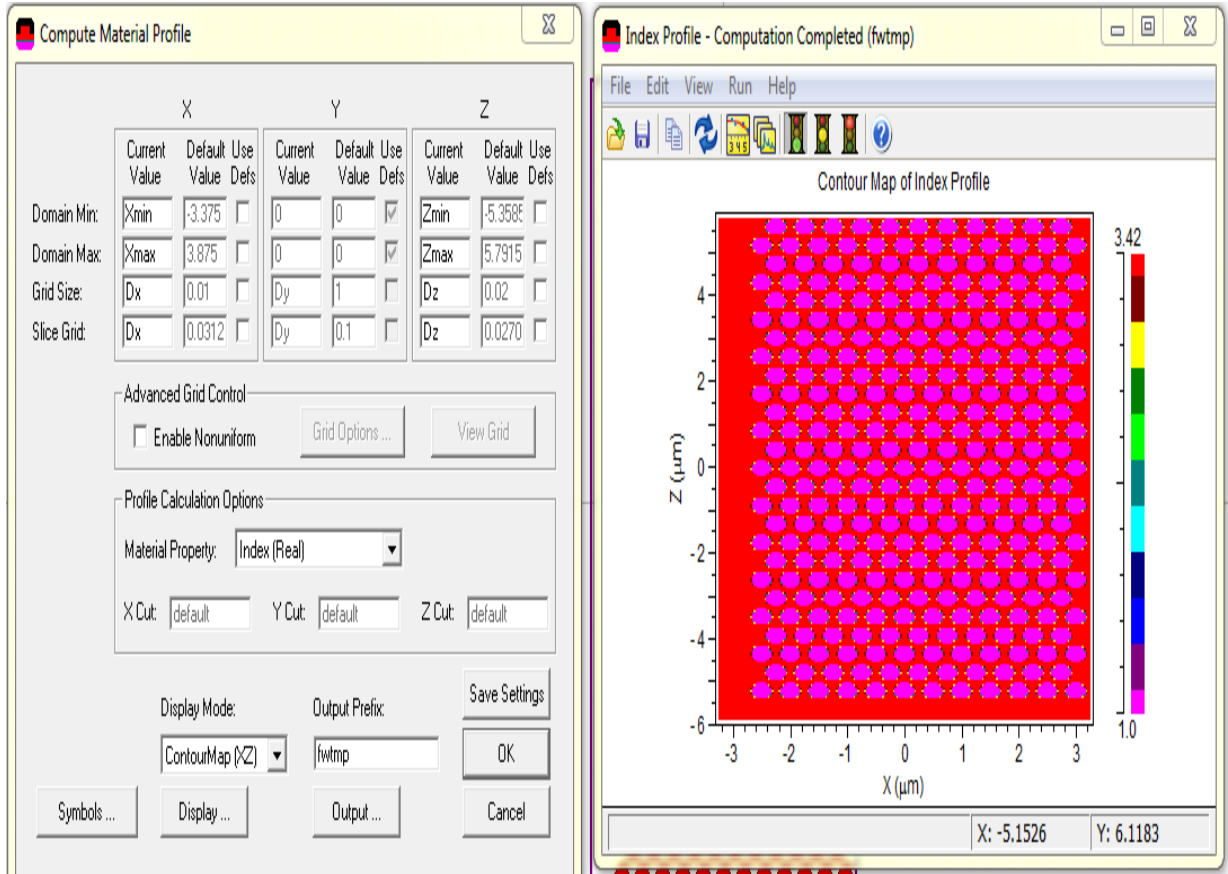 Compute Material Profile
X Y Z
Current Default Use Current Default Use Current Default Use
Value Value Defs Value Value Defs Value Value Defs
Domain Min: Xmin -3.375 0 0 Zmin -5.3585
Domain Max: Xmax 3.875 0 0 Zmax 5.7915
Grid Size: Dx 0.01 Dy 1 Dz 0.02
Slice Grid: Dx 0.0312 Dy 0.1 Dz 0.0270
Advanced Grid Control
Enable Nonuniform Grid Options ... View Grid
Profile Calculation Options
Material Property: Index (Real)
X Cut: default Y Cut: default Z Cut: default
Save Settings
Display Mode: Output Prefix:
ContourMap (XZ) fwtmp OK
Symbols ... Display ... Output ... Cancel
Index Profile - Computation Completed (fwtmp)
File Edit View Run Help
3 4 5
Contour Map of Index Profile
3.42
4
2
0
-2
-4
-6
Z (μm)
1.0
-3 -2 -1 0 1 2 3
X (μm)
X: -5.1526 Y: 6.1183